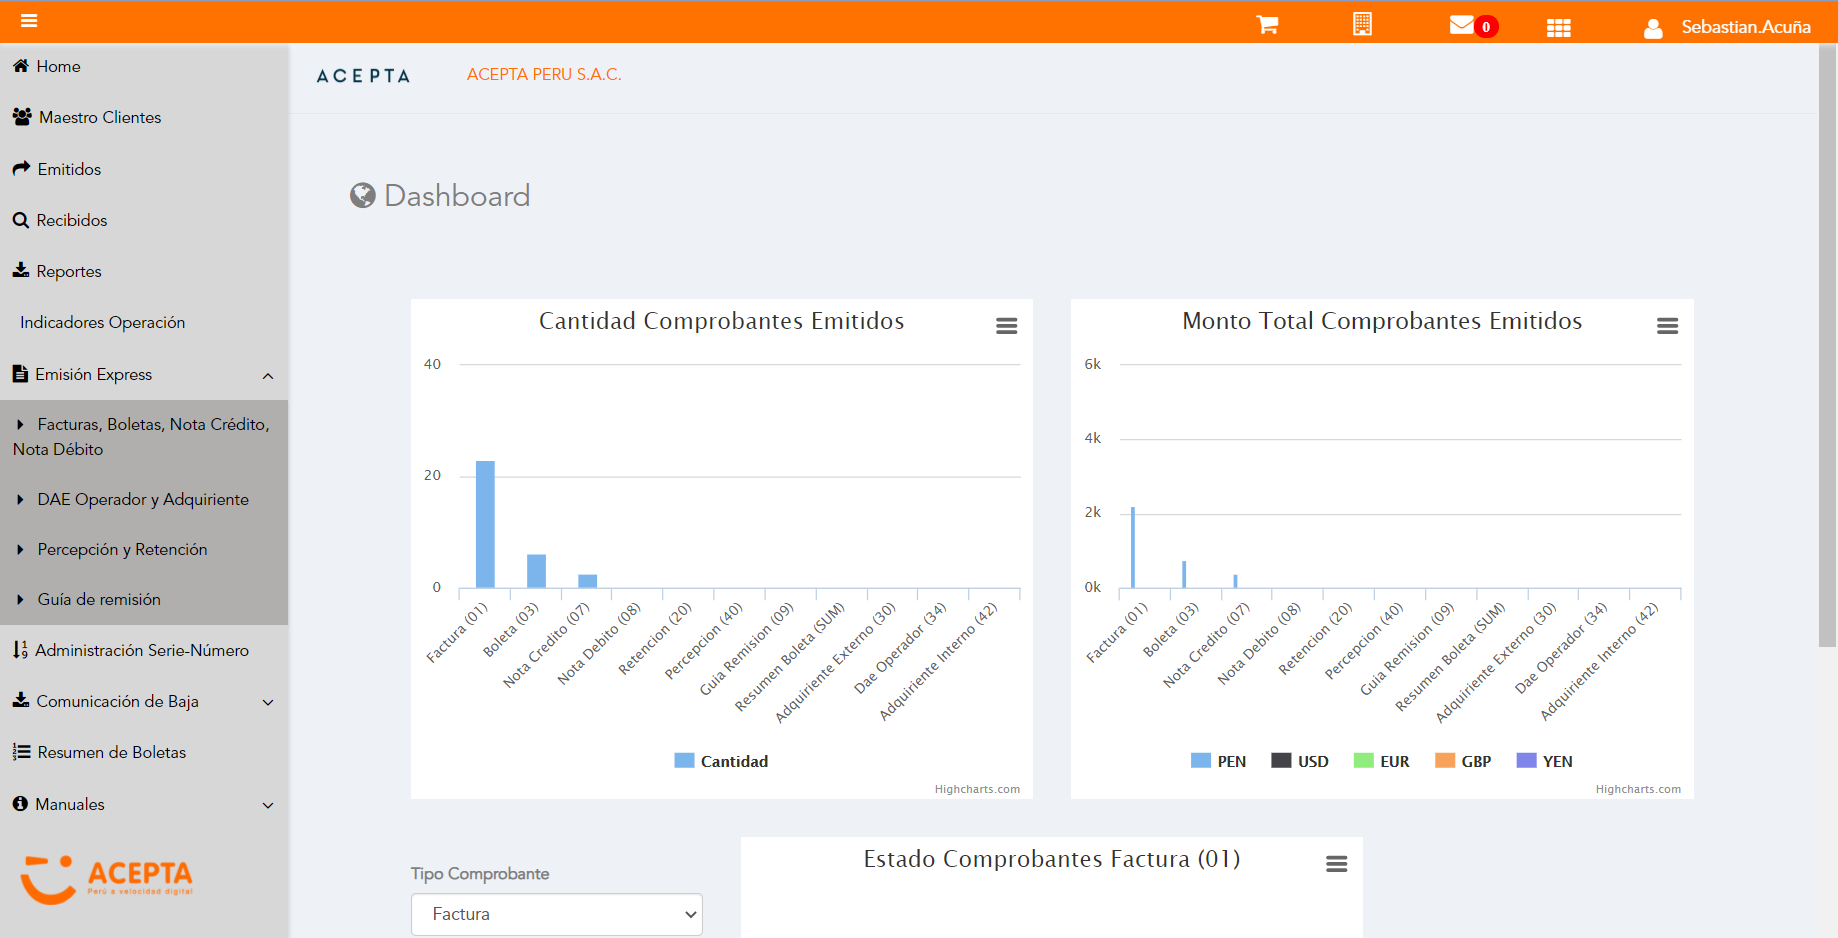 0
Sebastian.Acuña
Home
Maestro Clientes
Emitidos
Recibidos
Reportes
Indicadores Operación
Emisión Express
Facturas, Boletas, Nota Crédito,
Nota Débito
DAE Operador y Adquiriente
Percepción y Retención
Guía de remisión
Administración Serie-Número
Comunicación de Baja
Resumen de Boletas
Manuales
ACEPTA
Perú a velocidad digital
ACEPTA
ACEPTA PERU S.A.C.
Dashboard
Cantidad Comprobantes Emitidos
40
20
0
Factura (01)
Boleta (03)
Nota Credito (07)
Nota Debito (08)
Retencion (20)
Percepcion (40)
Guia Remision (09)
Resumen Boleta (SUM)
Adquiriente Externo (30)
Dae Operador (34)
Adquiriente Interno (42)
Cantidad
Highcharts.com
Monto Total Comprobantes Emitidos
6k
4k
2k
0k
Factura (01)
Boleta (03)
Nota Credito (07)
Nota Debito (08)
Retencion (20)
Percepcion (40)
Guia Remision (09)
Resumen Boleta (SUM)
Adquiriente Externo (30)
Dae Operador (34)
Adquiriente Interno (42)
PEN USD EUR GBP YEN
Highcharts.com
Tipo Comprobante
Factura
Estado Comprobantes Factura (01)